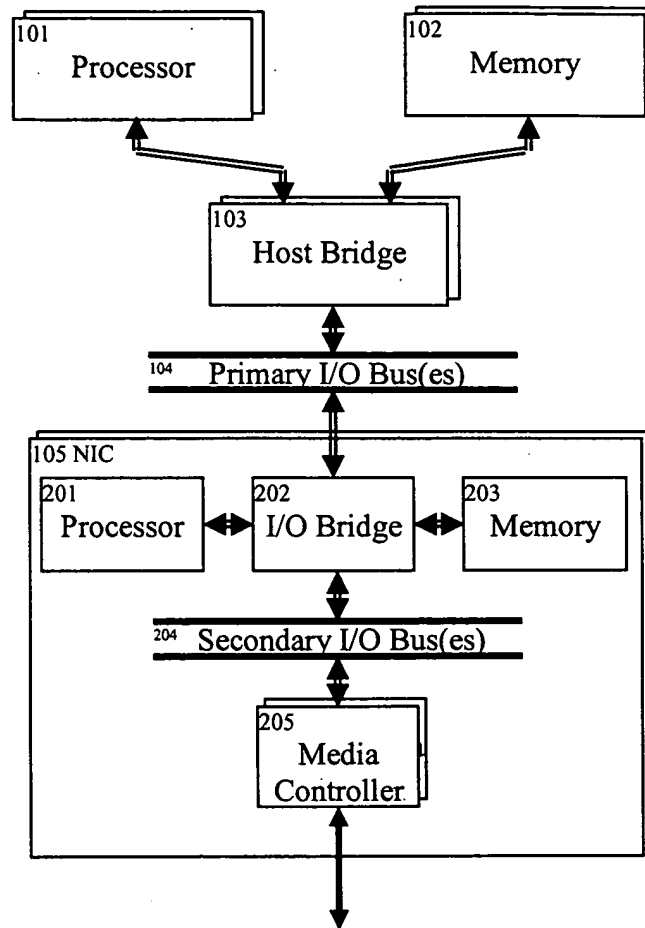 101
Processor
102
Memory
103
Host Bridge
104 Primary I/O Bus(es)
105 NIC
201
Processor
202
I/O Bridge
203
Memory
204 Secondary I/O Bus(es)
205
Media
Controller